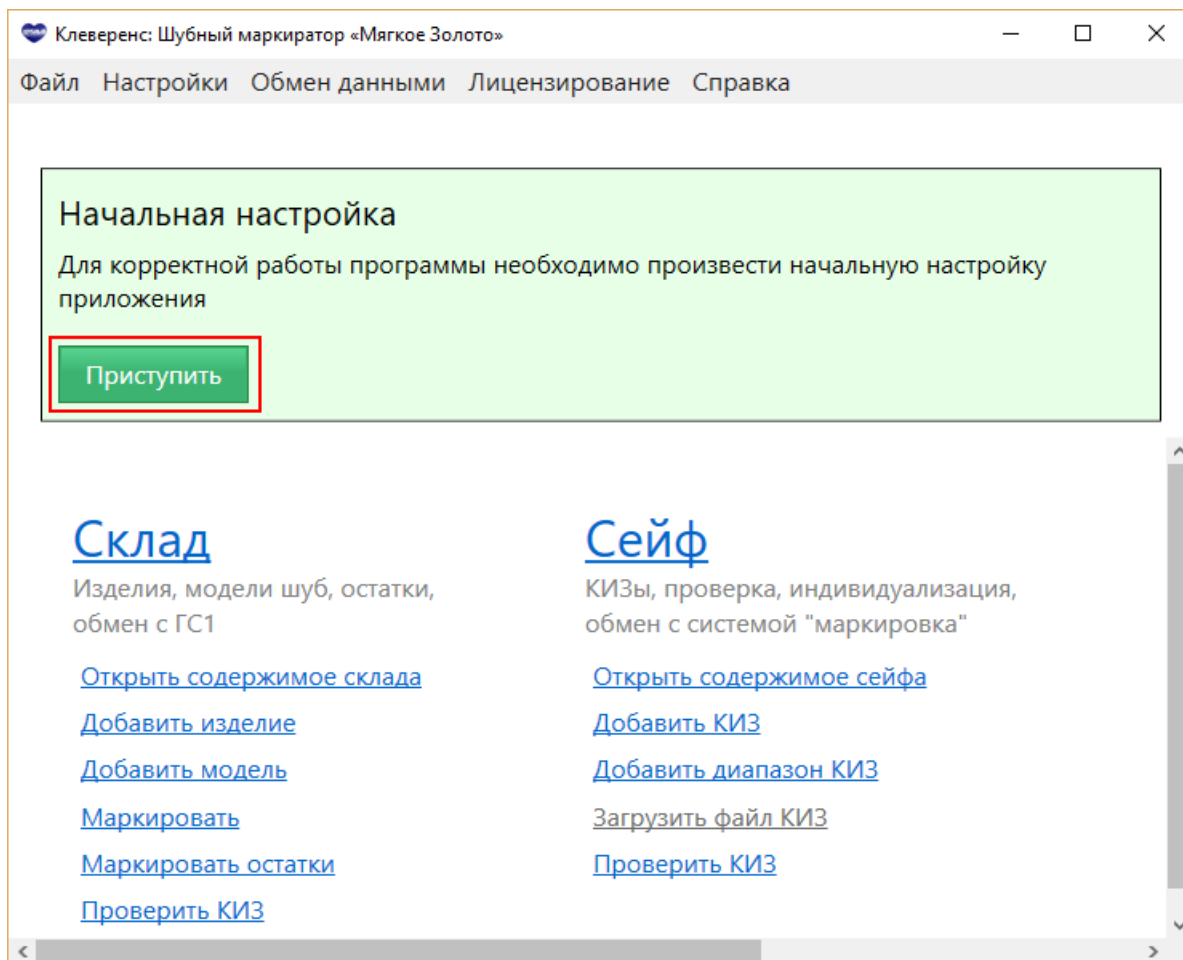 Клеверенс: Шубный маркиратор «Мягкое Золото»
Файл Настройки Обмен данными Лицензирование Справка
Начальная настройка
Для корректной работы программы необходимо произвести начальную настройку
приложения
Приступить
Склад
Изделия, модели шуб, остатки,
обмен с ГС1
Открыть содержимое склада
Добавить изделие
Добавить модель
Маркировать
Маркировать остатки
Проверить КИЗ
Сейф
КИЗы, проверка, индивидуализация,
обмен с системой "маркировка"
Открыть содержимое сейфа
Добавить КИЗ
Добавить диапазон КИЗ
Загрузить файл КИЗ
Проверить КИЗ